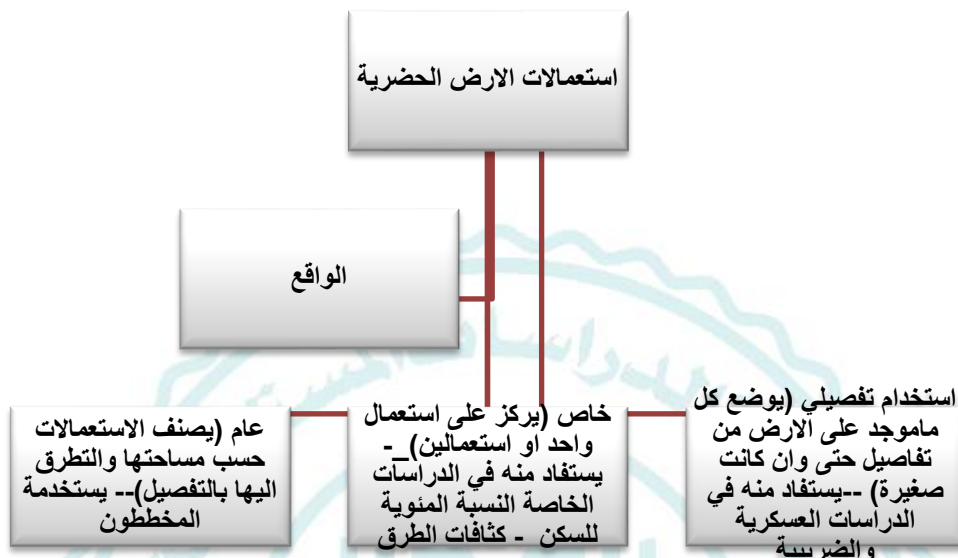 استعمالات الارض الحضرية
الواقع
استخدام تفصيلي (يوضع كل
ماموجد على الارض من
تفاصيل حتى وان كانت
صغيرة) --يستفاد منه في
الدراسات العسكرية
والضريبية
خاص (يركز على استعمال
واحد او استعمالين)_-
يستفاد منه في الدراسات
الخاصة النسبة المئوية
للسكن - كثافات الطرق
عام (يصنف الاستعمالات
حسب مساحتها والتطرق
اليها بالتفصيل)-- يستخدمة
المخططون